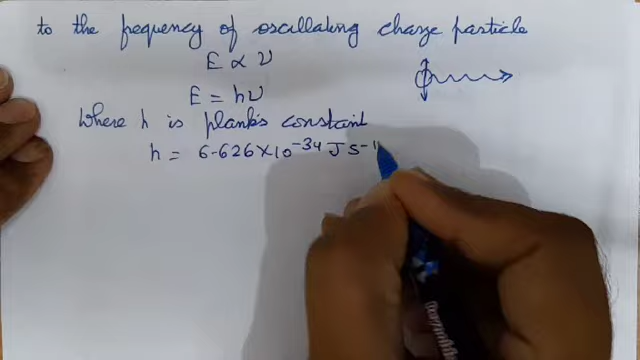 to the frequency of oscillating charge particle
E ∝ ν
E = hν
Where h is plank's constant
h = 6.626×10⁻³⁴ J s⁻¹